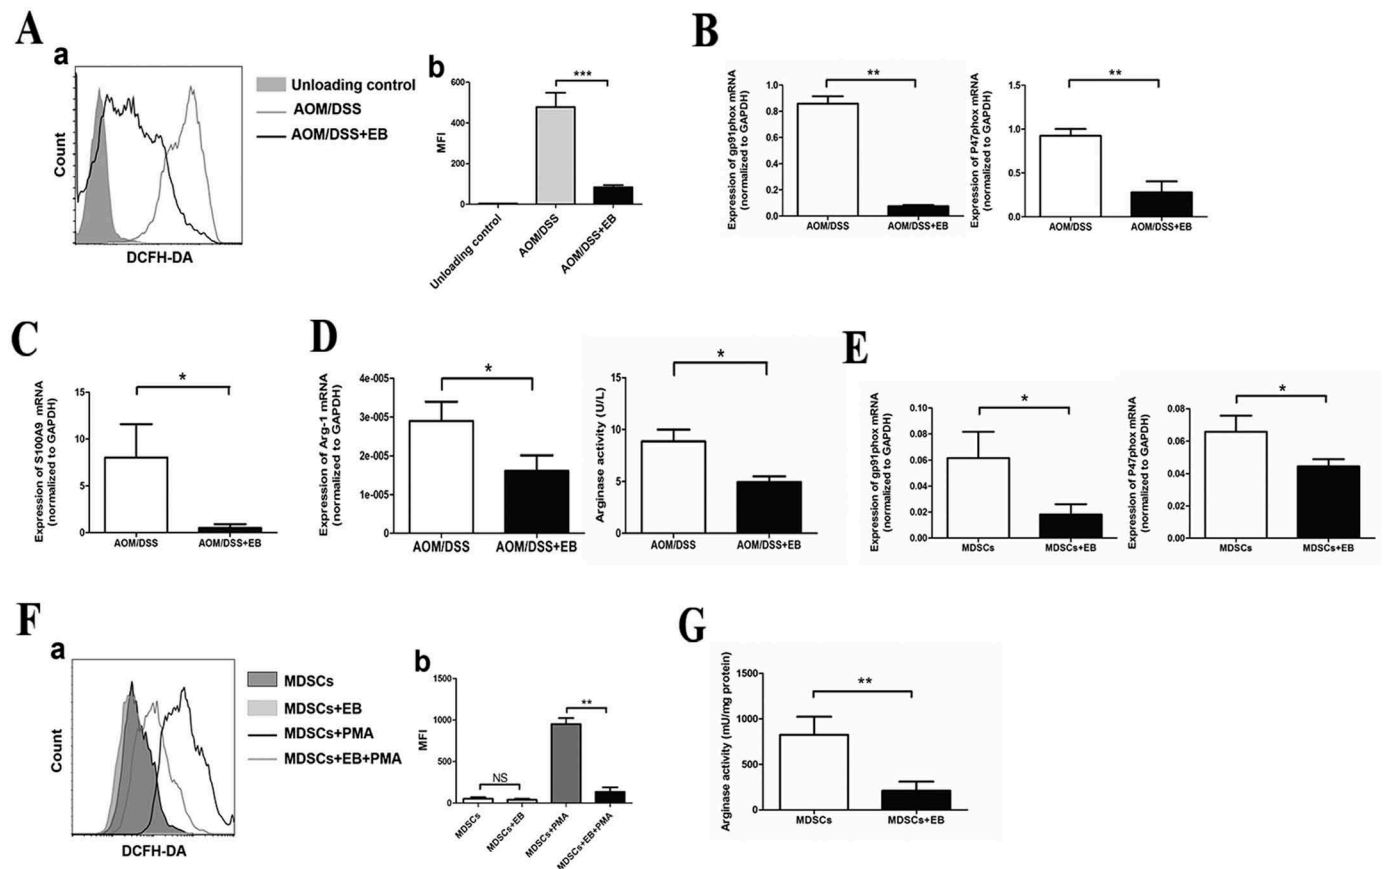 A
a
Count
DCFH-DA
Unloading control
AOM/DSS
AOM/DSS+EB
b
MFI
600
400
200
0
***
Unloading control
AOM/DSS
AOM/DSS+EB
B
Expression of gp91phox mRNA
(normalized to GAPDH)
1.0
0.8
0.6
0.4
0.2
0.0
**
AOM/DSS
AOM/DSS+EB
Expression of P47phox mRNA
(normalized to GAPDH)
1.5
1.0
0.5
0.0
**
AOM/DSS
AOM/DSS+EB
C
Expression of S100A9 mRNA
(normalized to GAPDH)
15
10
5
0
*
AOM/DSS
AOM/DSS+EB
D
Expression of Arg-1 mRNA
(normalized to GAPDH)
4e-005
3e-005
2e-005
1e-005
0
*
AOM/DSS
AOM/DSS+EB
Arginase activity (U/L)
15
10
5
0
*
AOM/DSS
AOM/DSS+EB
E
Expression of gp91phox mRNA
(normalized to GAPDH)
0.10
0.08
0.06
0.04
0.02
0.00
*
MDSCs
MDSCs+EB
Expression of P47phox mRNA
(normalized to GAPDH)
0.08
0.06
0.04
0.02
0.00
*
MDSCs
MDSCs+EB
F
a
Count
DCFH-DA
MDSCs
MDSCs+EB
MDSCs+PMA
MDSCs+EB+PMA
b
MFI
1500
1000
500
0
NS
**
MDSCs
MDSCs+EB
MDSCs+PMA
MDSCs+EB+PMA
G
Arginase activity (mU/mg protein)
1500
1000
500
0
**
MDSCs
MDSCs+EB